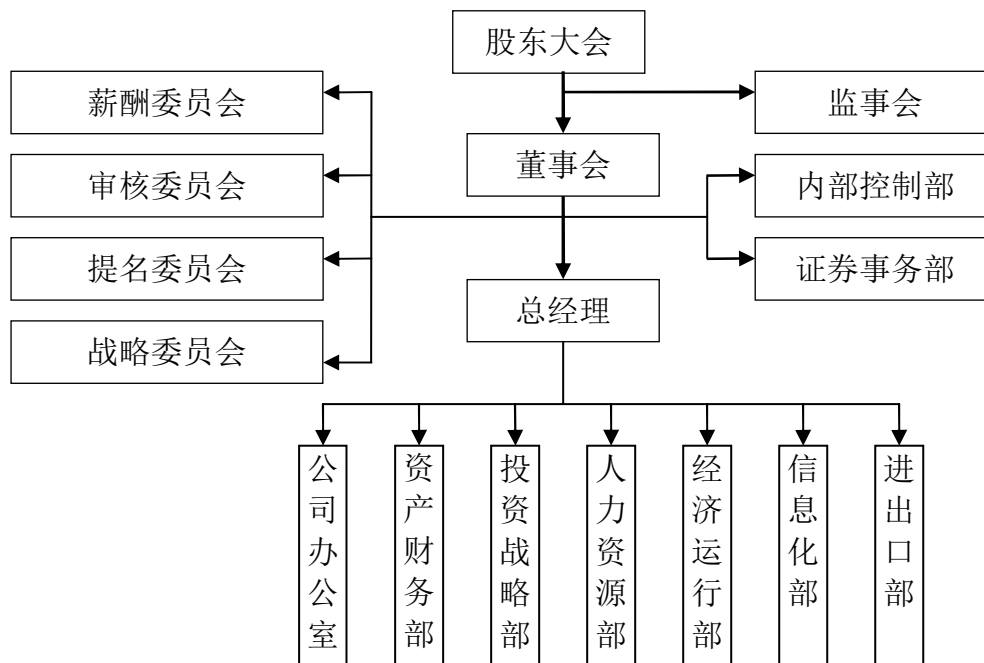 股东大会
薪酬委员会
监事会
董事会
审核委员会
内部控制部
提名委员会
证券事务部
总经理
战略委员会
公司办公室
资产财务部
投资战略部
人力资源部
经济运行部
信息化部
进出口部